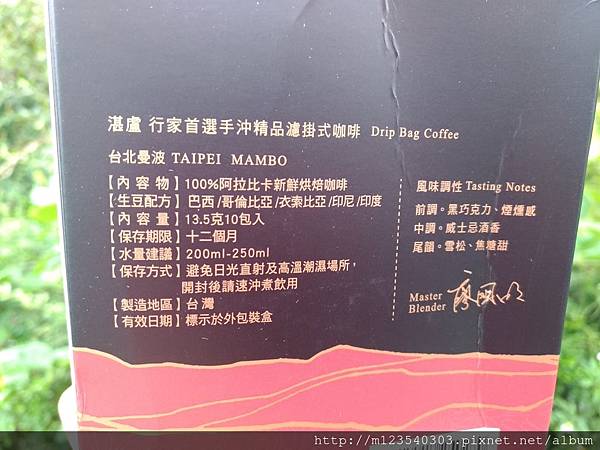 湛盧 行家首選手沖精品濾掛式咖啡 Drip Bag Coffee
台北曼波 TAIPEI MAMBO
【內 容 物】100%阿拉比卡新鮮烘焙咖啡
【生豆配方】巴西/哥倫比亞/衣索比亞/印尼/印度
【內 容 量】13.5克10包入
【保存期限】十二個月
【水量建議】200ml-250ml
【保存方式】避免日光直射及高溫潮濕場所，
開封後請速沖煮飲用
【製造地區】台灣
【有效日期】標示於外包裝盒
風味調性 Tasting Notes
前調。黑巧克力、煙燻感
中調。威士忌酒香
尾韻。雪松、焦糖甜
Master
Blender
http://m123540303.pixnet.net/album